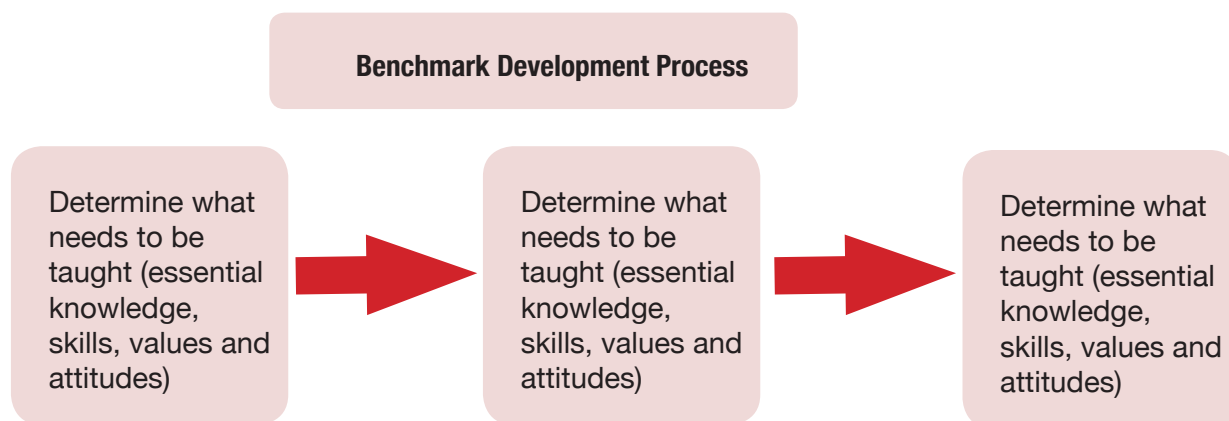 Benchmark Development Process
Determine what
needs to be
taught (essential
knowledge,
skills, values and
attitudes)
Determine what
needs to be
taught (essential
knowledge,
skills, values and
attitudes)
Determine what
needs to be
taught (essential
knowledge,
skills, values and
attitudes)